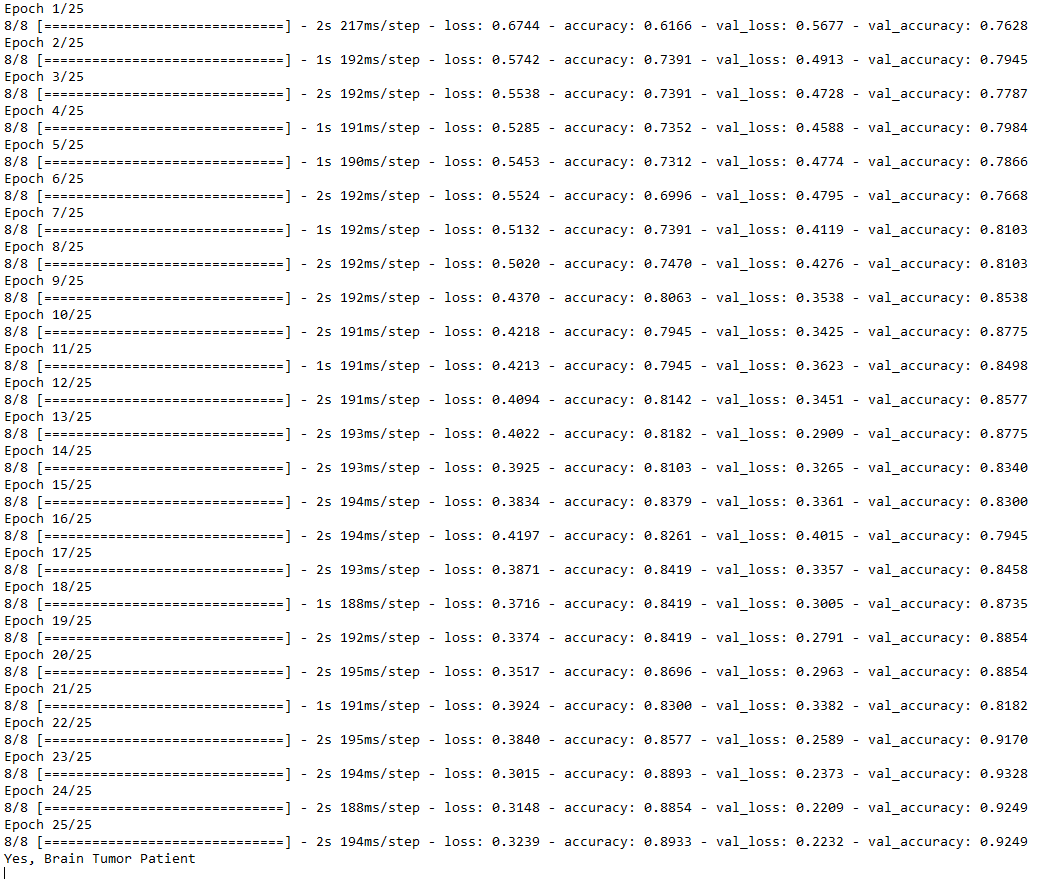 Epoch 1/25
8/8 [==============================] - 2s 217ms/step - loss: 0.6744 - accuracy: 0.6166 - val_loss: 0.5677 - val_accuracy: 0.7628
Epoch 2/25
8/8 [==============================] - 1s 192ms/step - loss: 0.5742 - accuracy: 0.7391 - val_loss: 0.4913 - val_accuracy: 0.7945
Epoch 3/25
8/8 [==============================] - 2s 192ms/step - loss: 0.5538 - accuracy: 0.7391 - val_loss: 0.4728 - val_accuracy: 0.7787
Epoch 4/25
8/8 [==============================] - 1s 191ms/step - loss: 0.5285 - accuracy: 0.7352 - val_loss: 0.4588 - val_accuracy: 0.7984
Epoch 5/25
8/8 [==============================] - 1s 190ms/step - loss: 0.5453 - accuracy: 0.7312 - val_loss: 0.4774 - val_accuracy: 0.7866
Epoch 6/25
8/8 [==============================] - 2s 192ms/step - loss: 0.5524 - accuracy: 0.6996 - val_loss: 0.4795 - val_accuracy: 0.7668
Epoch 7/25
8/8 [==============================] - 1s 192ms/step - loss: 0.5132 - accuracy: 0.7391 - val_loss: 0.4119 - val_accuracy: 0.8103
Epoch 8/25
8/8 [==============================] - 2s 192ms/step - loss: 0.5020 - accuracy: 0.7470 - val_loss: 0.4276 - val_accuracy: 0.8103
Epoch 9/25
8/8 [==============================] - 2s 192ms/step - loss: 0.4370 - accuracy: 0.8063 - val_loss: 0.3538 - val_accuracy: 0.8538
Epoch 10/25
8/8 [==============================] - 2s 191ms/step - loss: 0.4218 - accuracy: 0.7945 - val_loss: 0.3425 - val_accuracy: 0.8775
Epoch 11/25
8/8 [==============================] - 1s 191ms/step - loss: 0.4213 - accuracy: 0.7945 - val_loss: 0.3623 - val_accuracy: 0.8498
Epoch 12/25
8/8 [==============================] - 2s 191ms/step - loss: 0.4094 - accuracy: 0.8142 - val_loss: 0.3451 - val_accuracy: 0.8577
Epoch 13/25
8/8 [==============================] - 2s 193ms/step - loss: 0.4022 - accuracy: 0.8182 - val_loss: 0.2909 - val_accuracy: 0.8775
Epoch 14/25
8/8 [==============================] - 2s 193ms/step - loss: 0.3925 - accuracy: 0.8103 - val_loss: 0.3265 - val_accuracy: 0.8340
Epoch 15/25
8/8 [==============================] - 2s 194ms/step - loss: 0.3834 - accuracy: 0.8379 - val_loss: 0.3361 - val_accuracy: 0.8300
Epoch 16/25
8/8 [==============================] - 2s 194ms/step - loss: 0.4197 - accuracy: 0.8261 - val_loss: 0.4015 - val_accuracy: 0.7945
Epoch 17/25
8/8 [==============================] - 2s 193ms/step - loss: 0.3871 - accuracy: 0.8419 - val_loss: 0.3357 - val_accuracy: 0.8458
Epoch 18/25
8/8 [==============================] - 1s 188ms/step - loss: 0.3716 - accuracy: 0.8419 - val_loss: 0.3005 - val_accuracy: 0.8735
Epoch 19/25
8/8 [==============================] - 2s 192ms/step - loss: 0.3374 - accuracy: 0.8419 - val_loss: 0.2791 - val_accuracy: 0.8854
Epoch 20/25
8/8 [==============================] - 2s 195ms/step - loss: 0.3517 - accuracy: 0.8696 - val_loss: 0.2963 - val_accuracy: 0.8854
Epoch 21/25
8/8 [==============================] - 1s 191ms/step - loss: 0.3924 - accuracy: 0.8300 - val_loss: 0.3382 - val_accuracy: 0.8182
Epoch 22/25
8/8 [==============================] - 2s 195ms/step - loss: 0.3840 - accuracy: 0.8577 - val_loss: 0.2589 - val_accuracy: 0.9170
Epoch 23/25
8/8 [==============================] - 2s 194ms/step - loss: 0.3015 - accuracy: 0.8893 - val_loss: 0.2373 - val_accuracy: 0.9328
Epoch 24/25
8/8 [==============================] - 2s 188ms/step - loss: 0.3148 - accuracy: 0.8854 - val_loss: 0.2209 - val_accuracy: 0.9249
Epoch 25/25
8/8 [==============================] - 2s 194ms/step - loss: 0.3239 - accuracy: 0.8933 - val_loss: 0.2232 - val_accuracy: 0.9249
Yes, Brain Tumor Patient